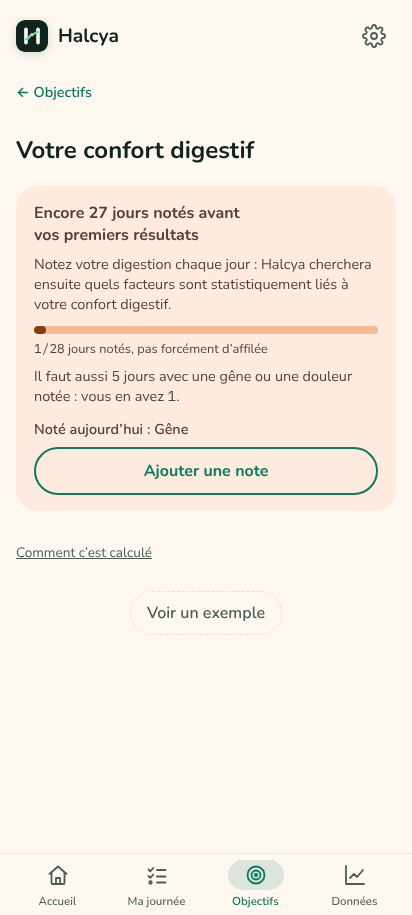 Halcya
← Objectifs
Votre confort digestif
Encore 27 jours notés avant
vos premiers résultats
Notez votre digestion chaque jour : Halcya cherchera
ensuite quels facteurs sont statistiquement liés à
votre confort digestif.
1/28 jours notés, pas forcément d’affilée
Il faut aussi 5 jours avec une gêne ou une douleur
notée : vous en avez 1.
Noté aujourd’hui : Gêne
Ajouter une note
Comment c’est calculé
Voir un exemple
Accueil
Ma journée
Objectifs
Données